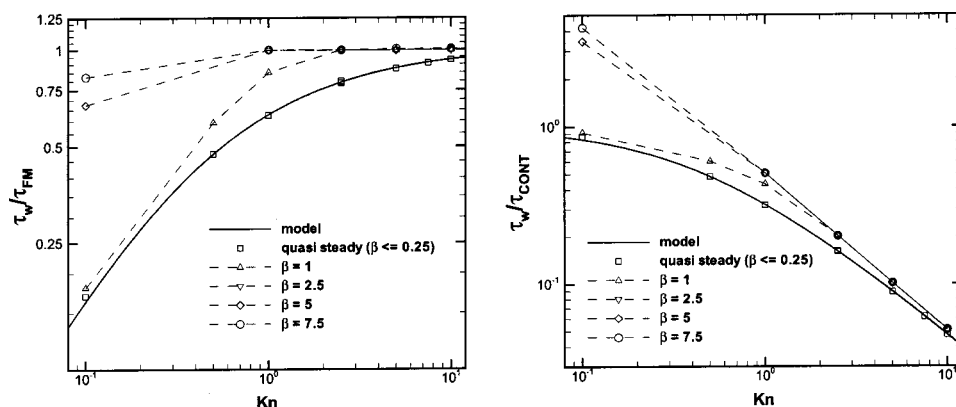 1.25
1
0.75
0.5
0.25
τw/τFM
model
quasi steady (β <= 0.25)
β = 1
β = 2.5
β = 5
β = 7.5
10-1
100
101
Kn
100
10-1
τw/τCONT
model
quasi steady (β <= 0.25)
β = 1
β = 2.5
β = 5
β = 7.5
10-1
100
101
Kn